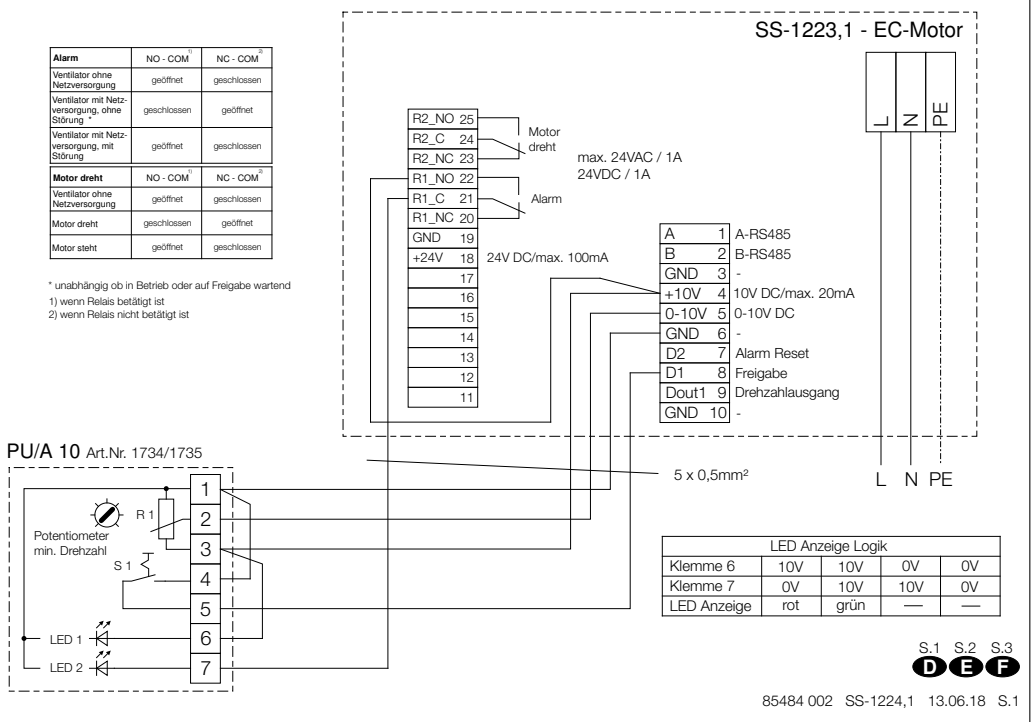 SS-1223,1 - EC-Motor
Alarm NO - COM 1) NC - COM 2)
Ventilator ohne
Netzversorgung geöffnet geschlossen
Ventilator mit Netz-
versorgung, ohne
Störung * geschlossen geöffnet
Ventilator mit Netz-
versorgung, mit
Störung geöffnet geschlossen
Motor dreht NO - COM 1) NC - COM 2)
Ventilator ohne
Netzversorgung geöffnet geschlossen
Motor dreht geschlossen geöffnet
Motor steht geöffnet geschlossen
* unabhängig ob in Betrieb oder auf Freigabe wartend
1) wenn Relais betätigt ist
2) wenn Relais nicht betätigt ist
R2_NO 25
R2_C 24
R2_NC 23
R1_NO 22
R1_C 21
R1_NC 20
GND 19
+24V 18 24V DC/max. 100mA
17
16
15
14
13
12
11
Motor
dreht
Alarm
max. 24VAC / 1A
24VDC / 1A
L N PE
A 1 A-RS485
B 2 B-RS485
GND 3 -
+10V 4 10V DC/max. 20mA
0-10V 5 0-10V DC
GND 6 -
D2 7 Alarm Reset
D1 8 Freigabe
Dout1 9 Drehzahlausgang
GND 10 -
L N PE
5 x 0,5mm²
PU/A 10 Art.Nr. 1734/1735
Potentiometer
min. Drehzahl
R 1
S 1
LED 1
LED 2
1
2
3
4
5
6
7
LED Anzeige Logik
Klemme 6 10V 10V 0V 0V
Klemme 7 0V 10V 10V 0V
LED Anzeige rot grün — —
S.1 S.2 S.3
D E F
85484 002 SS-1224,1 13.06.18 S.1